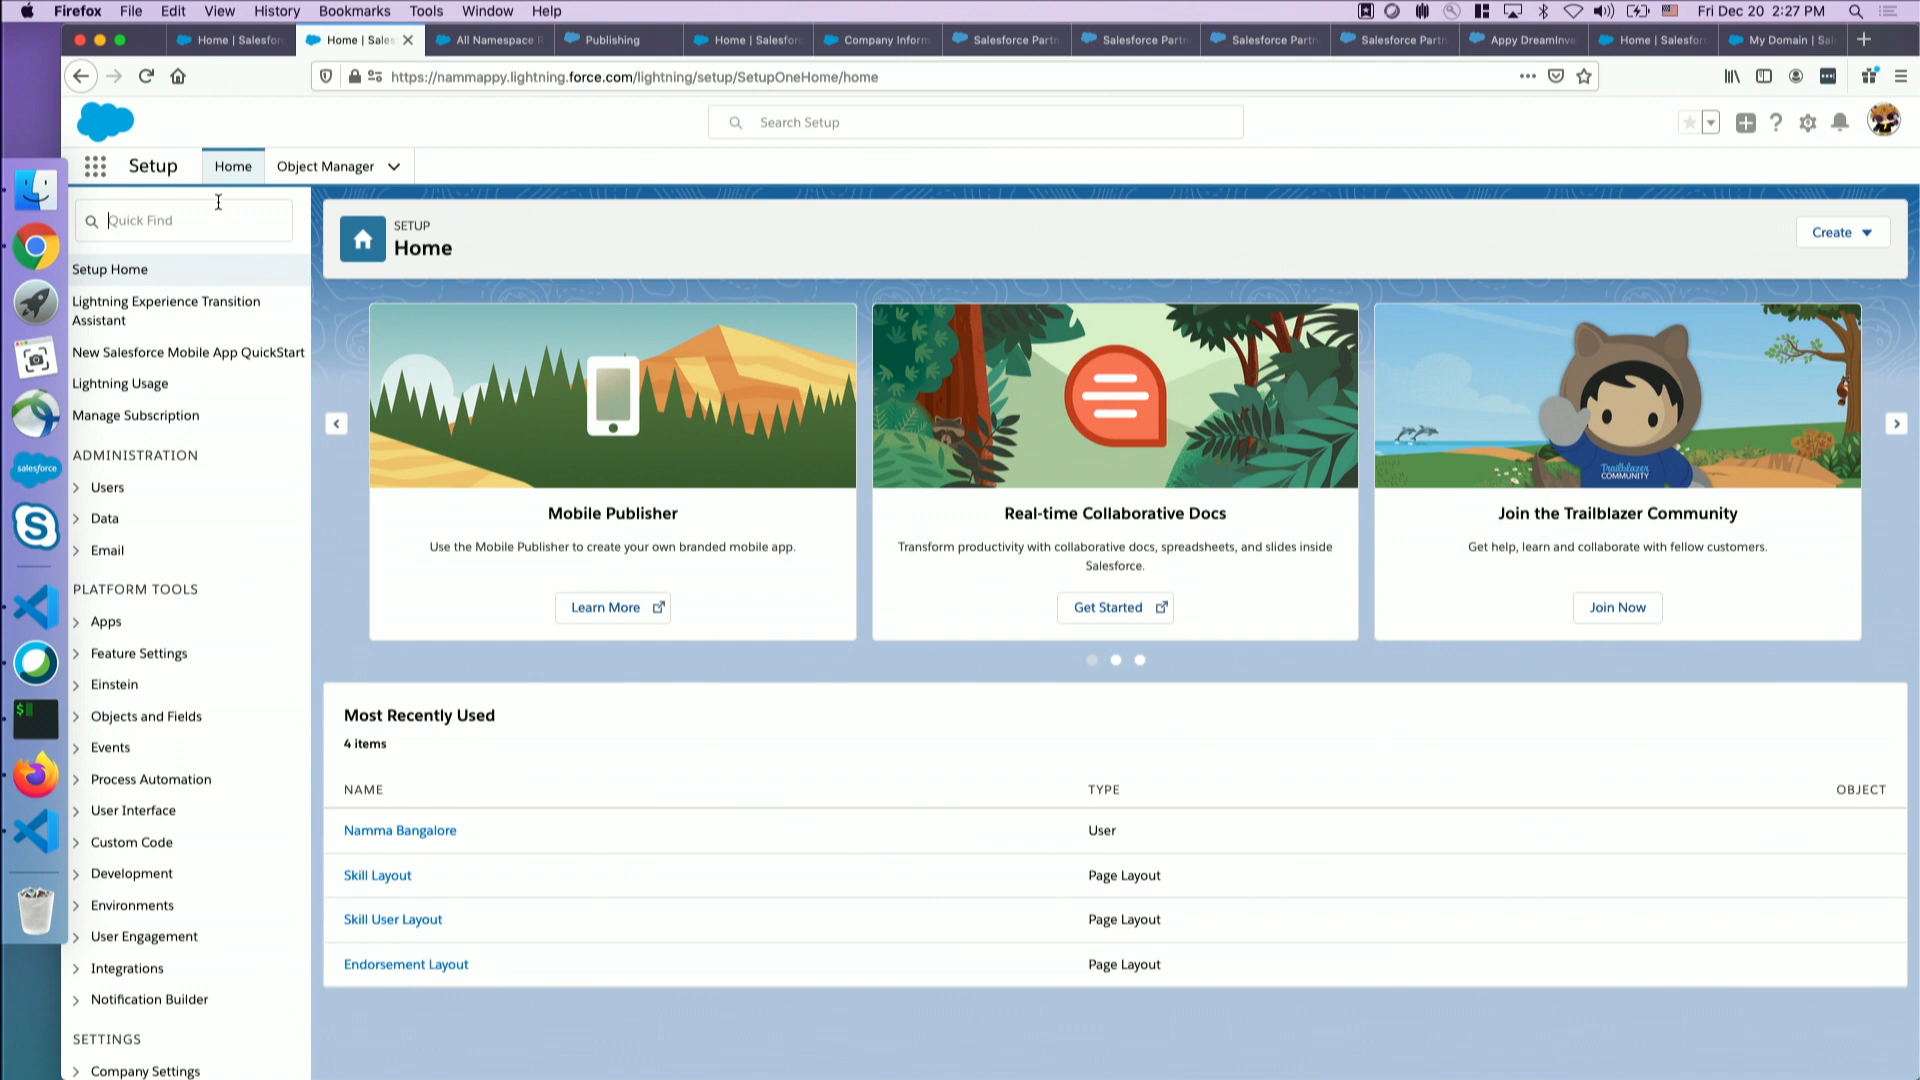 Firefox File Edit View History Bookmarks Tools Window Help Fri Dec 20 2:27 PM
Home | Salesfor
Home | Sales
All Namespace R
Publishing
Home | Salesforc
Company Inform
Salesforce Partn
Salesforce Partn
Salesforce Partn
Salesforce Partn
Appy DreamInve
Home | Salesforc
My Domain | Sal
https://nammappy.lightning.force.com/lightning/setup/SetupOneHome/home
Search Setup
Setup Home Object Manager
Quick Find
Setup Home
Lightning Experience Transition
Assistant
New Salesforce Mobile App QuickStart
Lightning Usage
Manage Subscription
ADMINISTRATION
Users
Data
Email
PLATFORM TOOLS
Apps
Feature Settings
Einstein
Objects and Fields
Events
Process Automation
User Interface
Custom Code
Development
Environments
User Engagement
Integrations
Notification Builder
SETTINGS
Company Settings
salesforce
SETUP
Home
Create
Mobile Publisher
Use the Mobile Publisher to create your own branded mobile app.
Learn More
Real-time Collaborative Docs
Transform productivity with collaborative docs, spreadsheets, and slides inside
Salesforce.
Get Started
Trailblazer
COMMUNITY
Join the Trailblazer Community
Get help, learn and collaborate with fellow customers.
Join Now
Most Recently Used
4 items
NAME TYPE OBJECT
Namma Bangalore User
Skill Layout Page Layout
Skill User Layout Page Layout
Endorsement Layout Page Layout